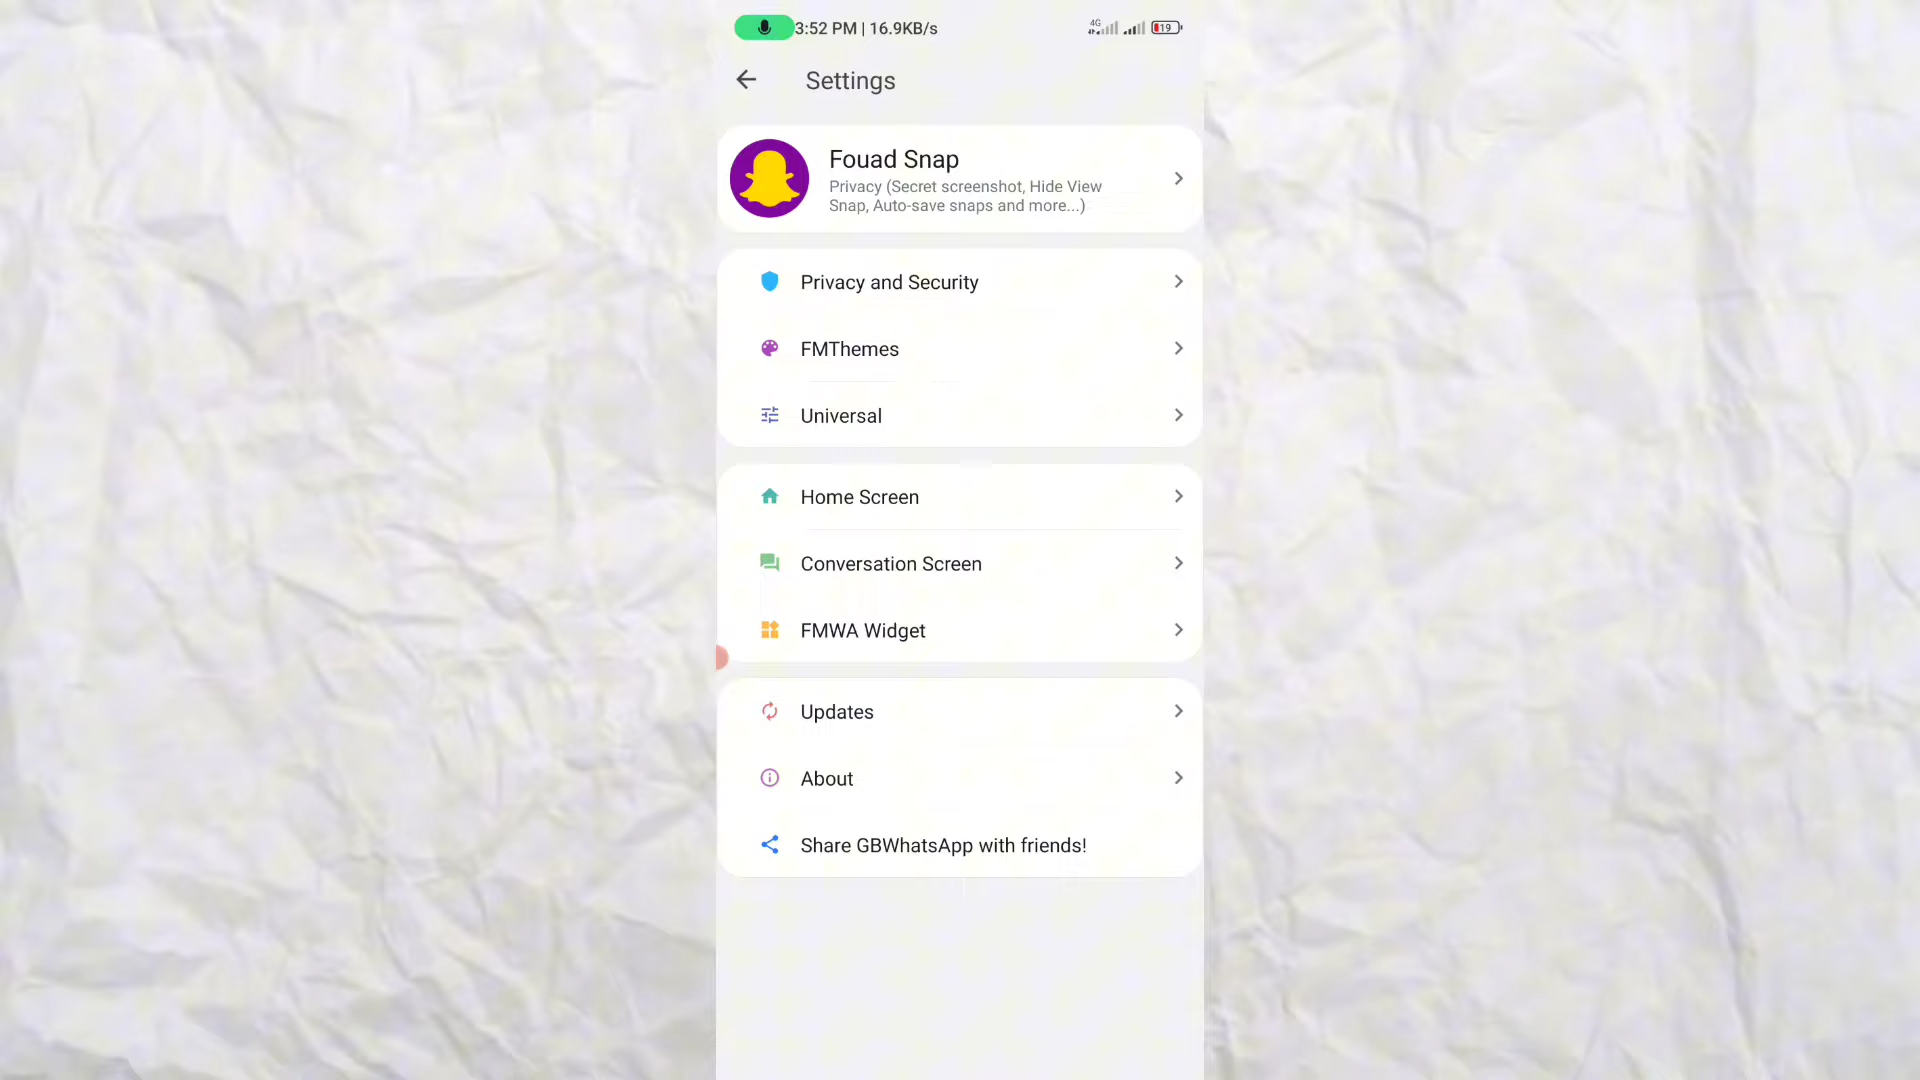 3:52 PM | 16.9KB/s
4G
19
Settings
Fouad Snap
Privacy (Secret screenshot, Hide View
Snap, Auto-save snaps and more...)
Privacy and Security
FMThemes
Universal
Home Screen
Conversation Screen
FMWA Widget
Updates
About
Share GBWhatsApp with friends!